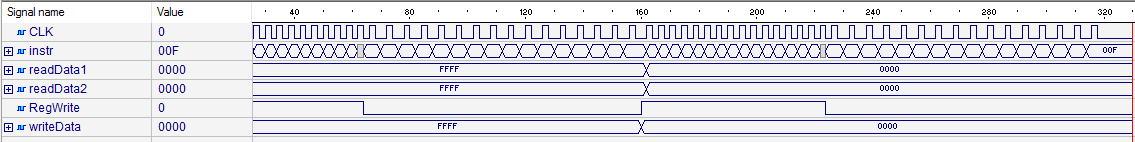 Signal name Value 40 80 120 160 200 240 280 320
CLK 0
instr 00F 00F
readData1 0000 FFFF 0000
readData2 0000 FFFF 0000
RegWrite 0
writeData 0000 FFFF 0000